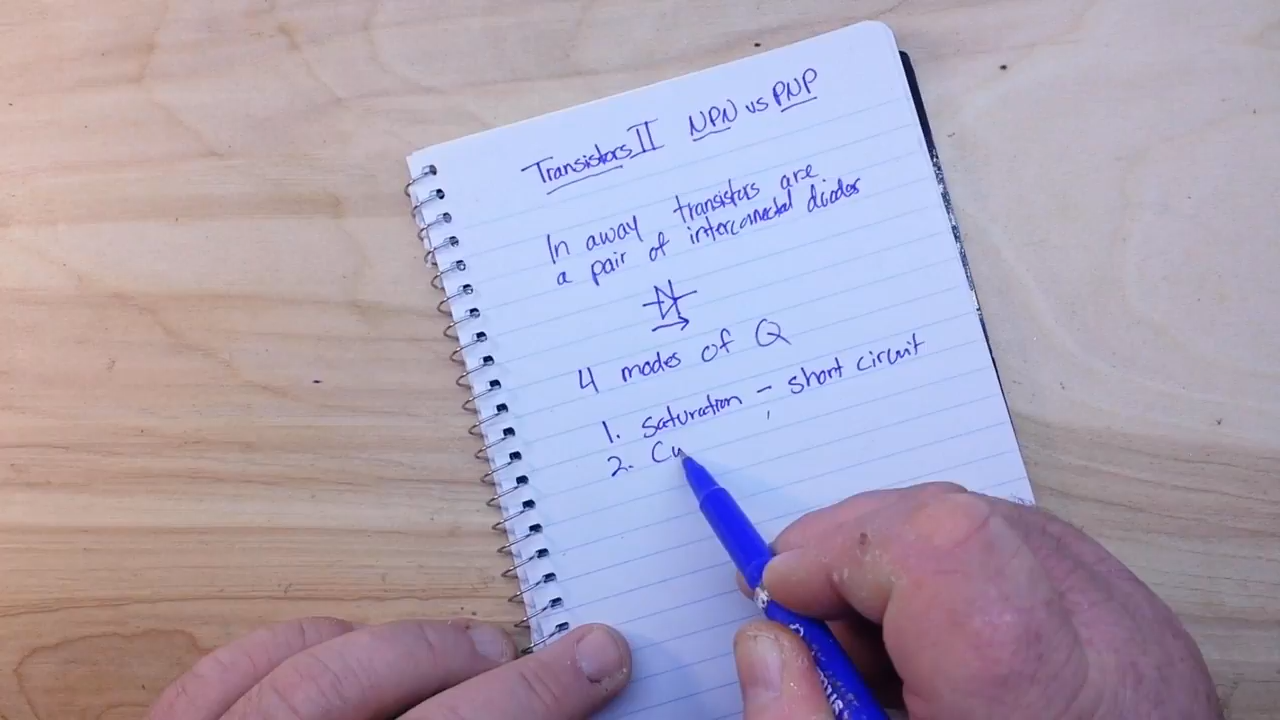 Transistors II NPN vs PNP
In away transistors are
a pair of interconnected diodes
4 modes of Q
1. Saturation - short circuit
2. Cu